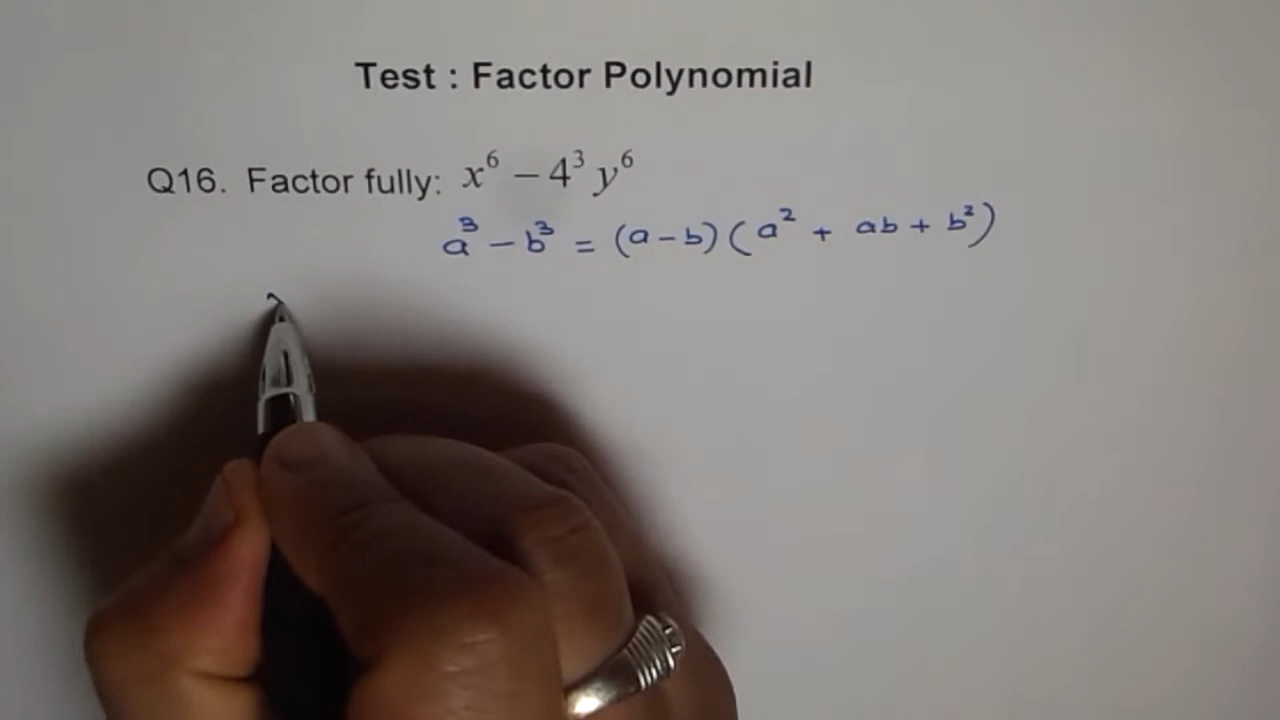 Test : Factor Polynomial
Q16. Factor fully: x⁶ − 4³ y⁶
a³ − b³ = (a − b) (a² + ab + b²)